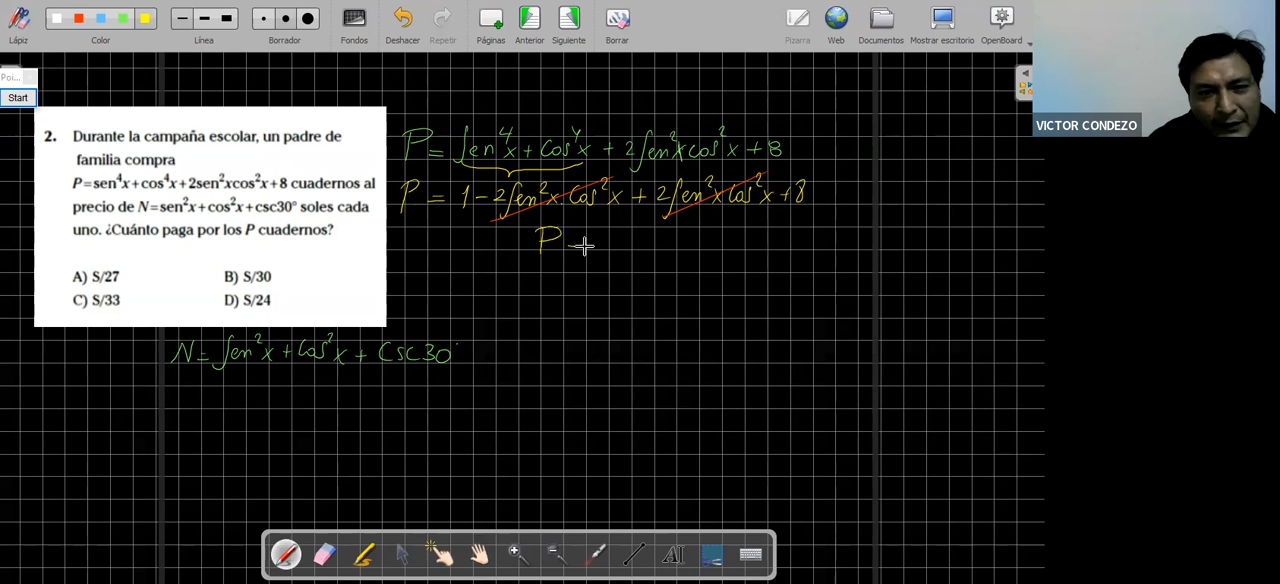 Lápiz
Color
Línea
Borrador
Fondos
Deshacer
Repetir
Páginas
Anterior
Siguiente
Borrar
Pizarra
Web
Documentos
Mostrar escritorio
OpenBoard
Poi...
Start
VICTOR CONDEZO
2. Durante la campaña escolar, un padre de
familia compra
P=sen⁴x+cos⁴x+2sen²xcos²x+8 cuadernos al
precio de N=sen²x+cos²x+csc30° soles cada
uno. ¿Cuánto paga por los P cuadernos?
A) S/27 B) S/30
C) S/33 D) S/24
P = Sen⁴x + Cos⁴x + 2Sen²xCos²x + 8
P = 1 - 2Sen²x.Cos²x + 2Sen²xCos²x + 8
P =
N = Sen²x + Cos²x + Csc30°
AI